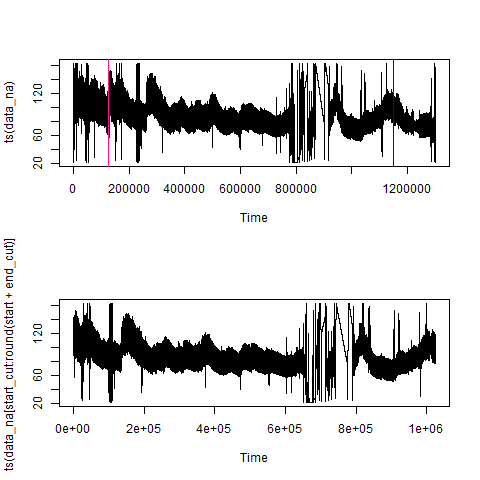 ts(data_na)
120
60
20
0 200000 400000 600000 800000 1200000
Time
ts(data_na[start_cut:round(start + end_cut)]
120
60
20
0e+00 2e+05 4e+05 6e+05 8e+05 1e+06
Time